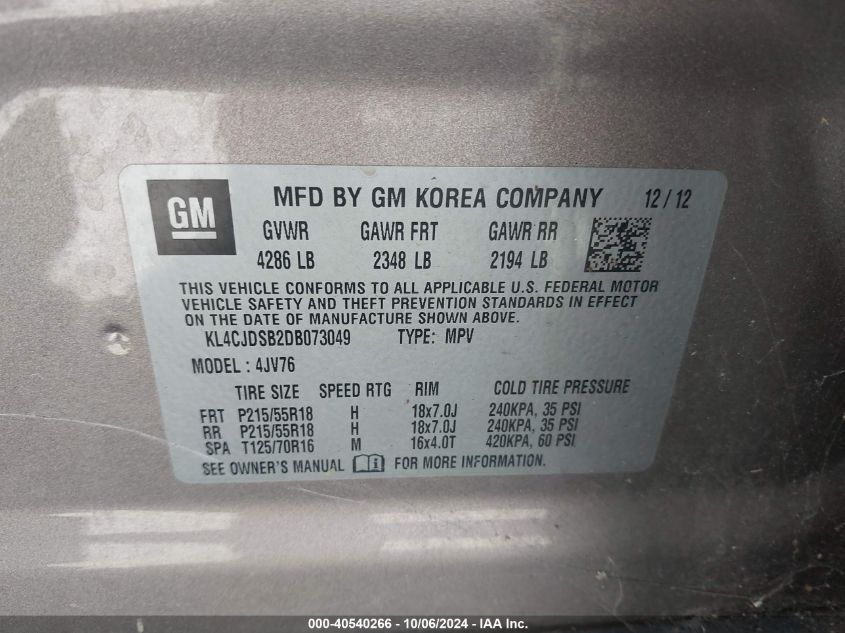 GM
MFD BY GM KOREA COMPANY 12/12
GVWR GAWR FRT GAWR RR
4286 LB 2348 LB 2194 LB
THIS VEHICLE CONFORMS TO ALL APPLICABLE U.S. FEDERAL MOTOR
VEHICLE SAFETY AND THEFT PREVENTION STANDARDS IN EFFECT
ON THE DATE OF MANUFACTURE SHOWN ABOVE.
KL4CJDSB2DB073049 TYPE: MPV
MODEL : 4JV76
TIRE SIZE SPEED RTG RIM COLD TIRE PRESSURE
FRT P215/55R18 H 18x7.0J 240KPA, 35 PSI
RR P215/55R18 H 18x7.0J 240KPA, 35 PSI
SPA T125/70R16 M 16x4.0T 420KPA, 60 PSI
SEE OWNER'S MANUAL FOR MORE INFORMATION.
000-40540266 - 10/06/2024 - IAA Inc.